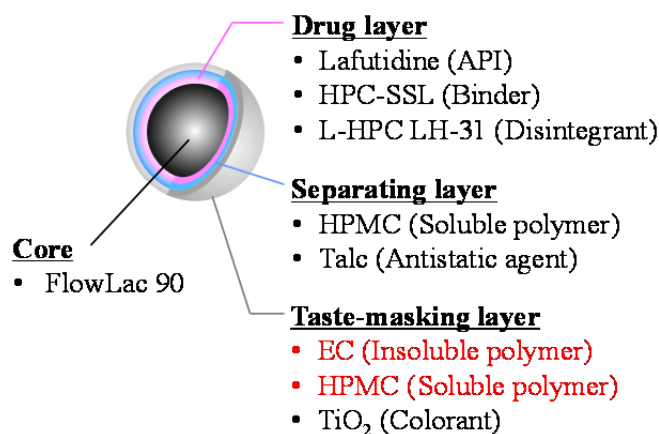 Drug layer
• Lafutidine (API)
• HPC-SSL (Binder)
• L-HPC LH-31 (Disintegrant)
Separating layer
• HPMC (Soluble polymer)
• Talc (Antistatic agent)
Core
• FlowLac 90
Taste-masking layer
• EC (Insoluble polymer)
• HPMC (Soluble polymer)
• TiO₂ (Colorant)